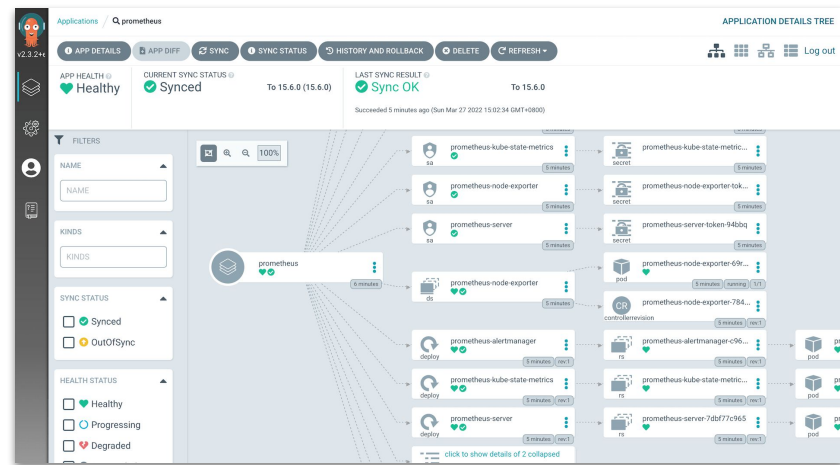 Applications / prometheus
APPLICATION DETAILS TREE
v2.3.2+
APP DETAILS
APP DIFF
SYNC
SYNC STATUS
HISTORY AND ROLLBACK
DELETE
REFRESH
Log out
APP HEALTH
Healthy
CURRENT SYNC STATUS
Synced
To 15.6.0 (15.6.0)
LAST SYNC RESULT
Sync OK
To 15.6.0
Succeeded 5 minutes ago (Sun Mar 27 2022 15:02:34 GMT+0800)
FILTERS
NAME
NAME
KINDS
KINDS
SYNC STATUS
Synced
OutOfSync
HEALTH STATUS
Healthy
Progressing
Degraded
100%
prometheus
6 minutes
5 minutes
5 minutes
sa
prometheus-kube-state-metrics
5 minutes
secret
prometheus-kube-state-metric...
5 minutes
sa
prometheus-node-exporter
5 minutes
secret
prometheus-node-exporter-tok...
5 minutes
sa
prometheus-server
5 minutes
secret
prometheus-server-token-94bbq
5 minutes
ds
prometheus-node-exporter
5 minutes
pod
prometheus-node-exporter-69r...
5 minutes running 1/1
CR
controllerrevision
prometheus-node-exporter-784...
5 minutes rev:1
deploy
prometheus-alertmanager
5 minutes rev:1
rs
prometheus-alertmanager-c96...
5 minutes rev:1
pod
deploy
prometheus-kube-state-metrics
5 minutes rev:1
rs
prometheus-kube-state-metric...
5 minutes rev:1
pod
deploy
prometheus-server
5 minutes rev:1
rs
prometheus-server-7dbf77c965
5 minutes rev:1
pod
click to show details of 2 collapsed